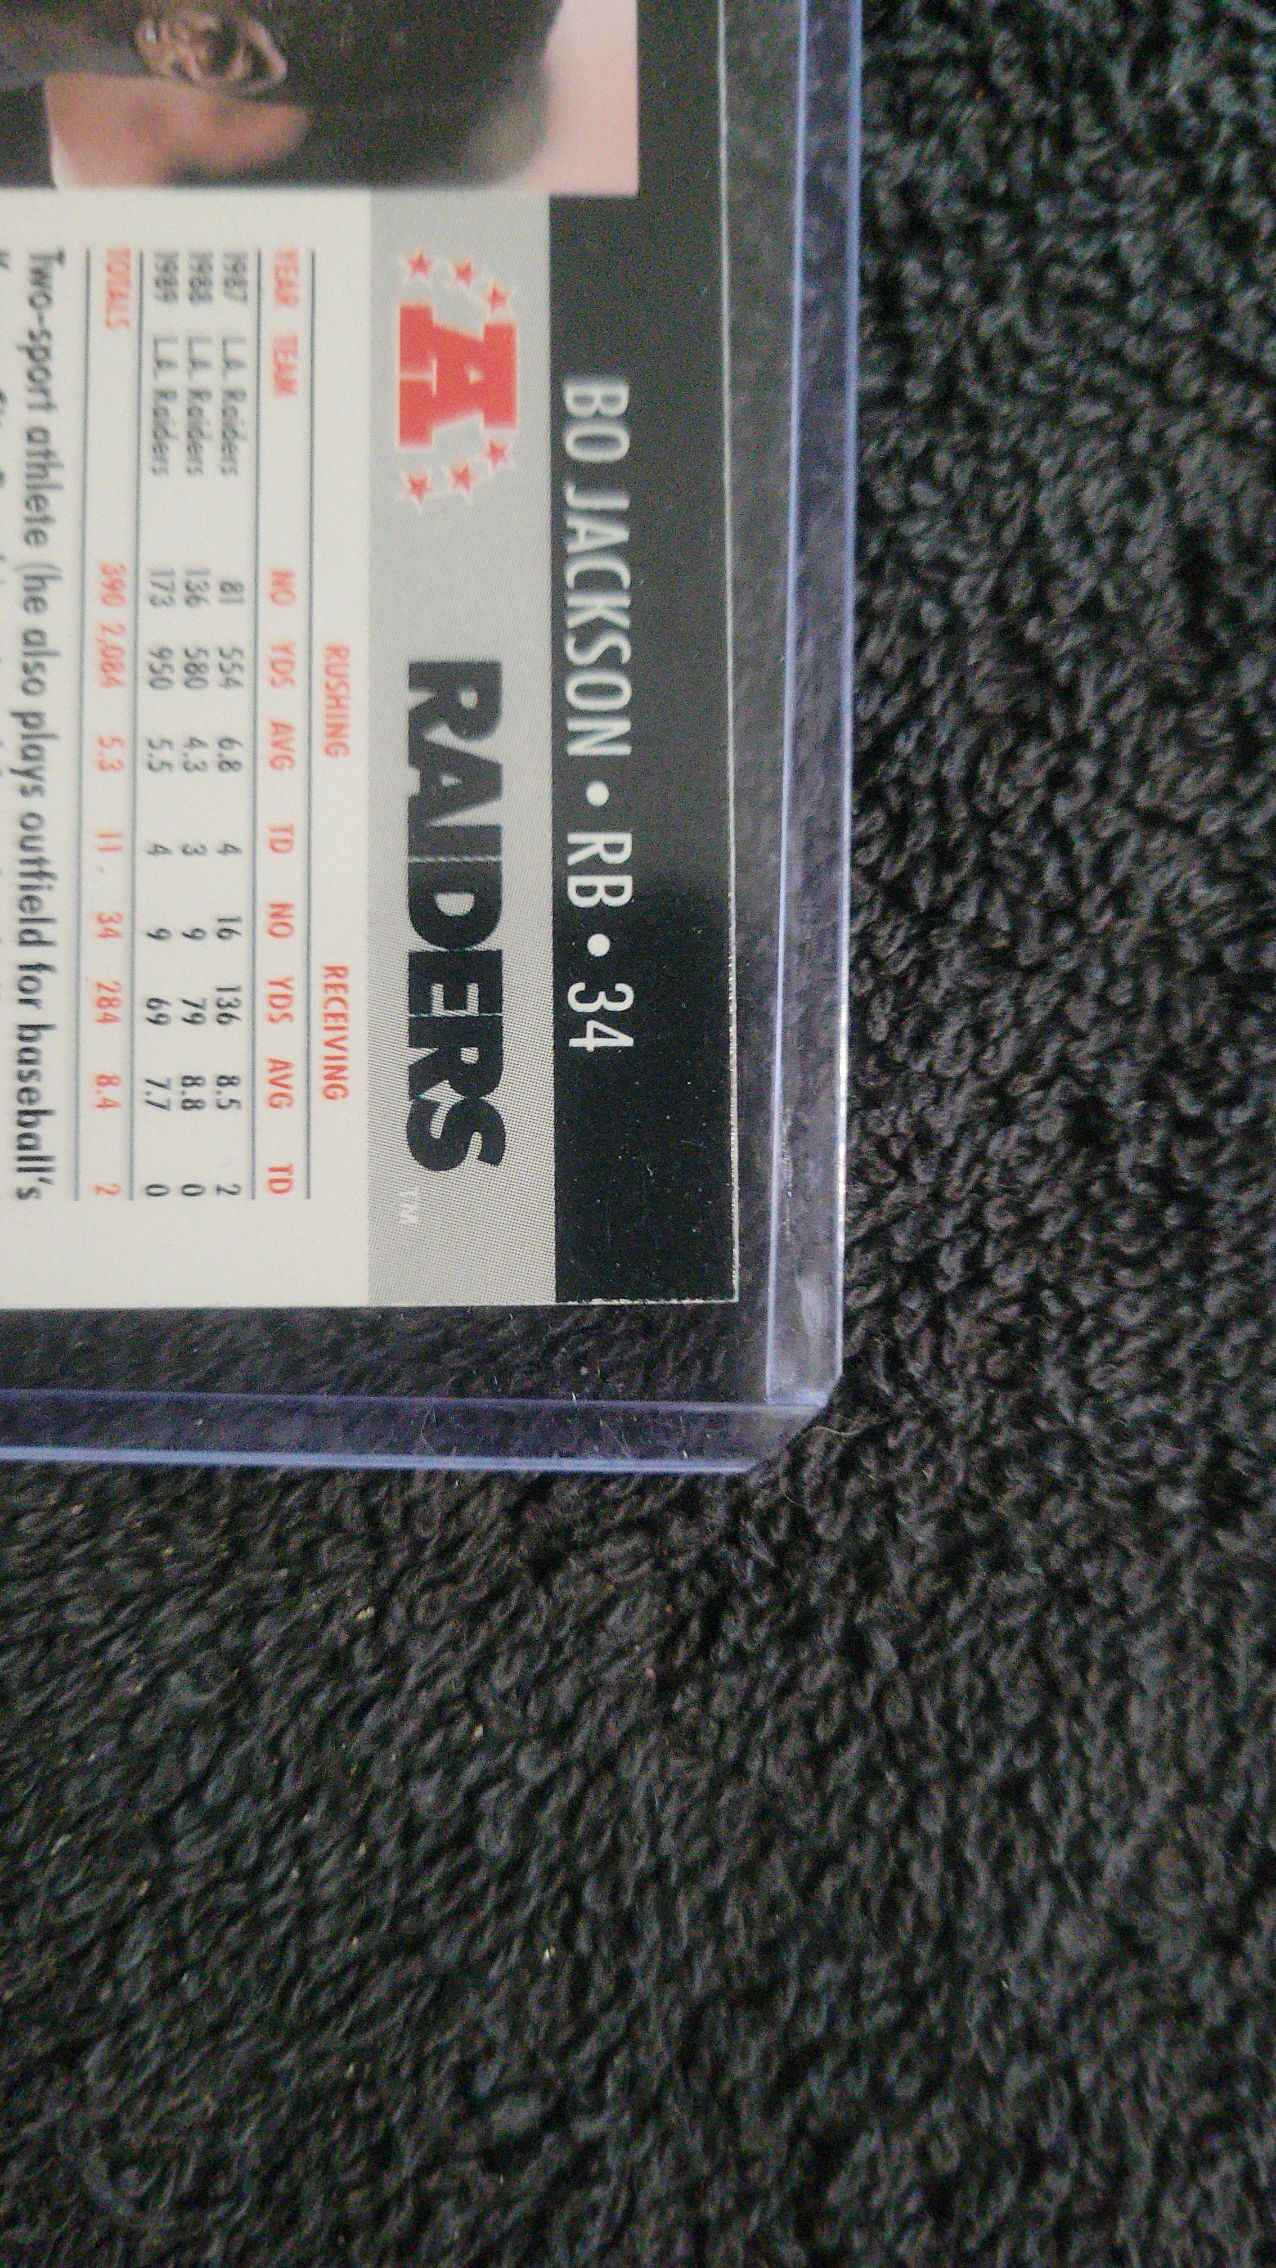 BO JACKSON • RB • 34
A
RAIDERS TM
RUSHING RECEIVING
YEAR TEAM NO YDS AVG TD NO YDS AVG TD
1987 L.A. Raiders 81 554 6.8 4 16 136 8.5 2
1988 L.A. Raiders 136 580 4.3 3 9 79 8.8 0
1989 L.A. Raiders 173 950 5.5 4 9 69 7.7 0
TOTALS 390 2,084 5.3 11 34 284 8.4 2
Two-sport athlete (he also plays outfield for baseball's